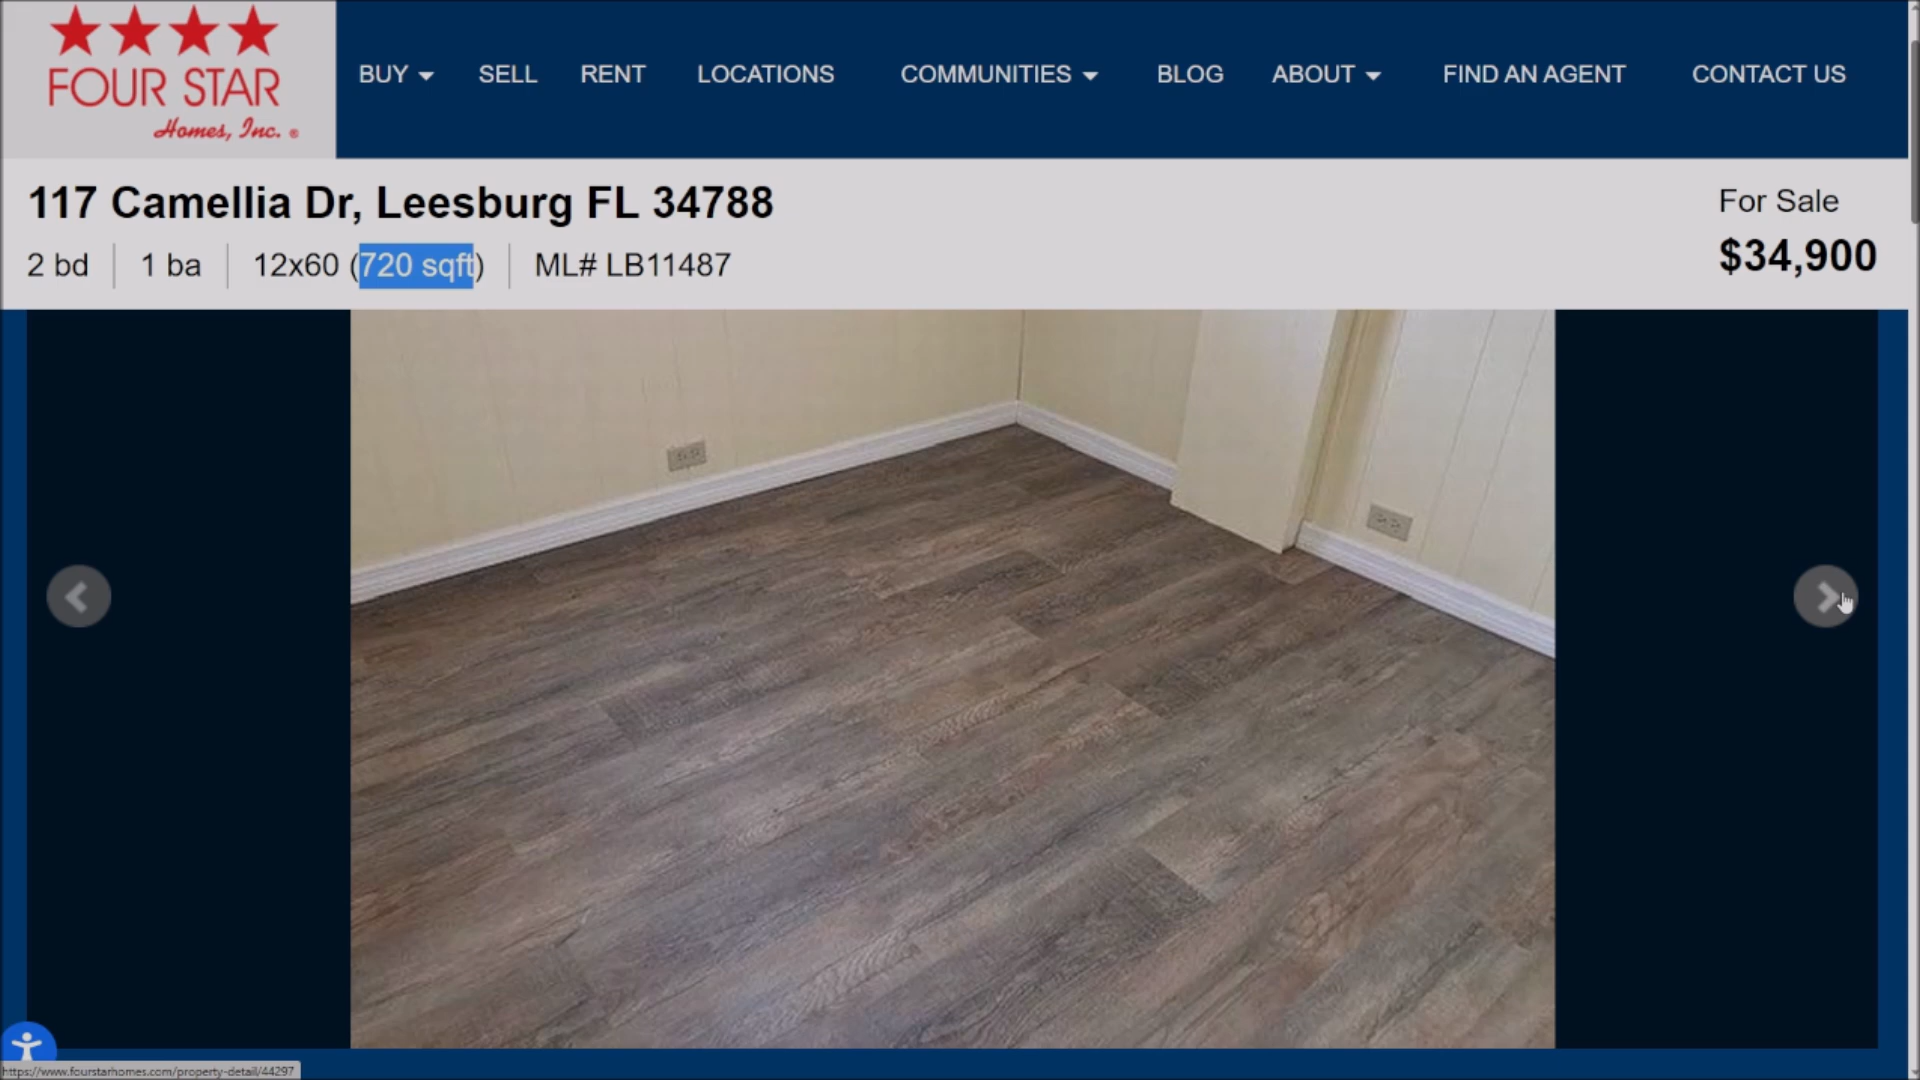 FOUR STAR
Homes, Inc. ®
BUY
SELL
RENT
LOCATIONS
COMMUNITIES
BLOG
ABOUT
FIND AN AGENT
CONTACT US
117 Camellia Dr, Leesburg FL 34788
2 bd
1 ba
12x60 (720 sqft)
ML# LB11487
For Sale
$34,900
https://www.fourstarhomes.com/property-detail/44297